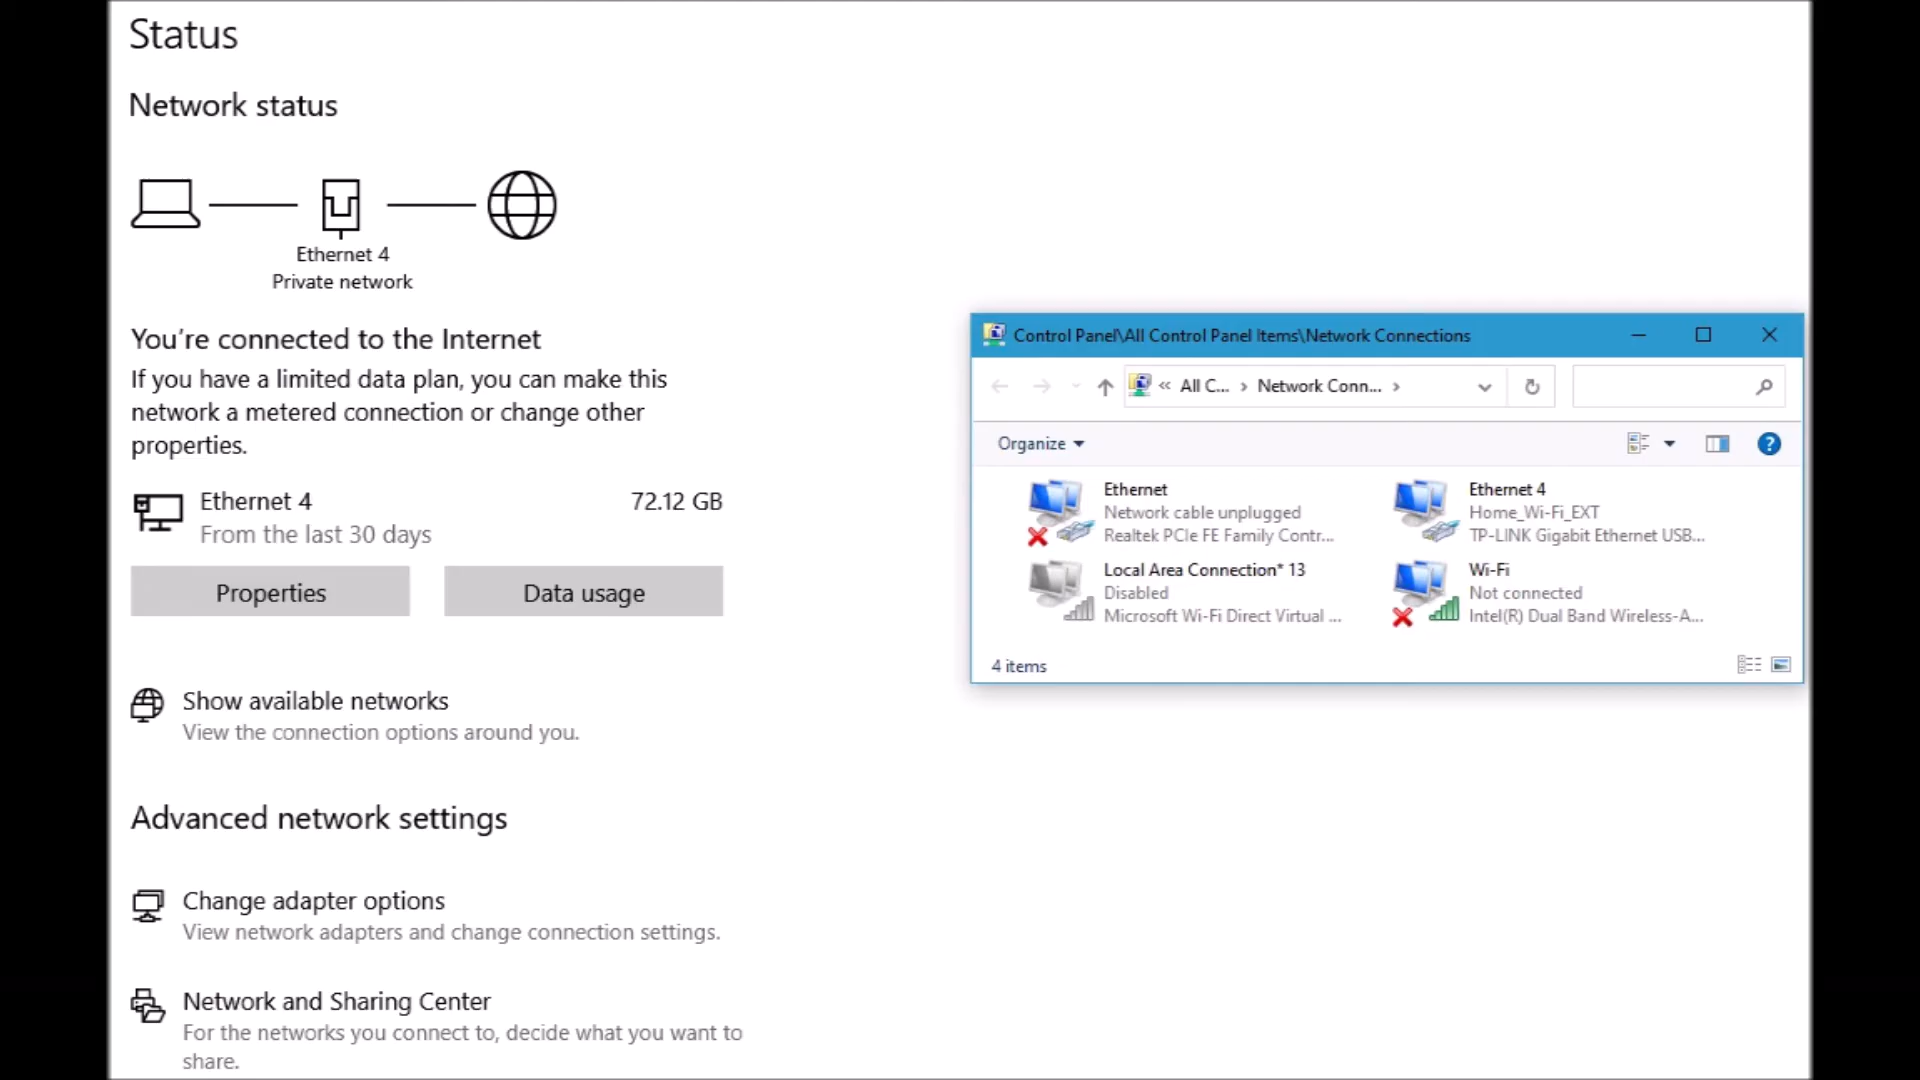 Status
Network status
Ethernet 4
Private network
You're connected to the Internet
If you have a limited data plan, you can make this
network a metered connection or change other
properties.
Ethernet 4 72.12 GB
From the last 30 days
Properties Data usage
Show available networks
View the connection options around you.
Advanced network settings
Change adapter options
View network adapters and change connection settings.
Network and Sharing Center
For the networks you connect to, decide what you want to
share.
Control Panel\All Control Panel Items\Network Connections
« All C... › Network Conn... ›
Organize
Ethernet
Network cable unplugged
Realtek PCIe FE Family Contr...
Ethernet 4
Home_Wi-Fi_EXT
TP-LINK Gigabit Ethernet USB...
Local Area Connection* 13
Disabled
Microsoft Wi-Fi Direct Virtual ...
Wi-Fi
Not connected
Intel(R) Dual Band Wireless-A...
4 items